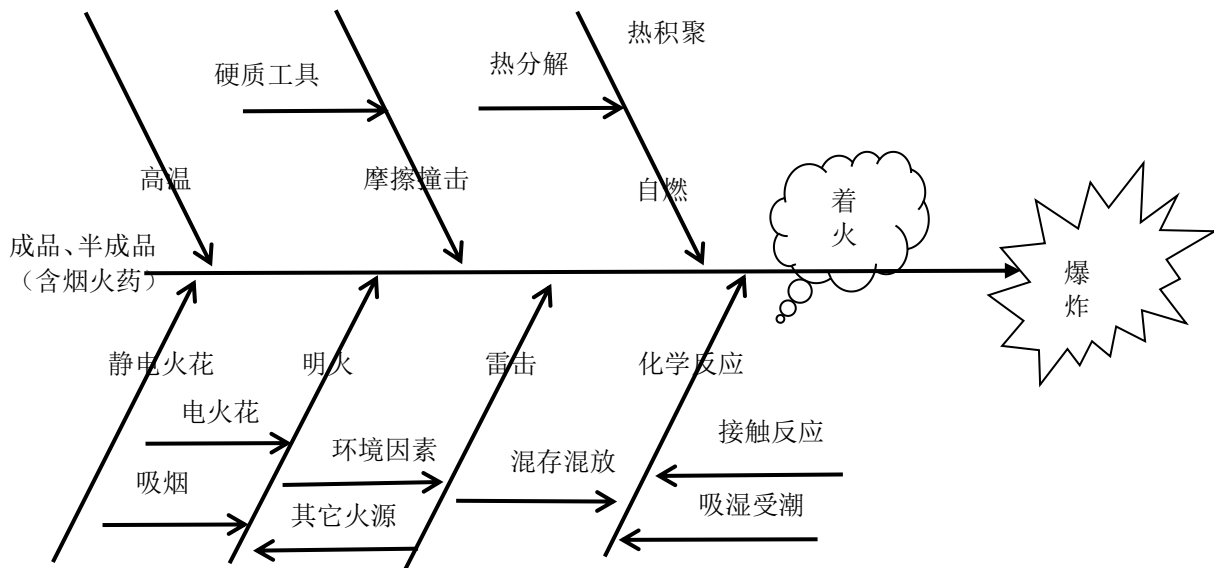 热积聚
热分解
硬质工具
高温
摩擦撞击
自燃
着
火
成品、半成品
（含烟火药）
爆
炸
静电火花
明火
雷击
化学反应
电火花
接触反应
环境因素
混存混放
吸烟
吸湿受潮
其它火源